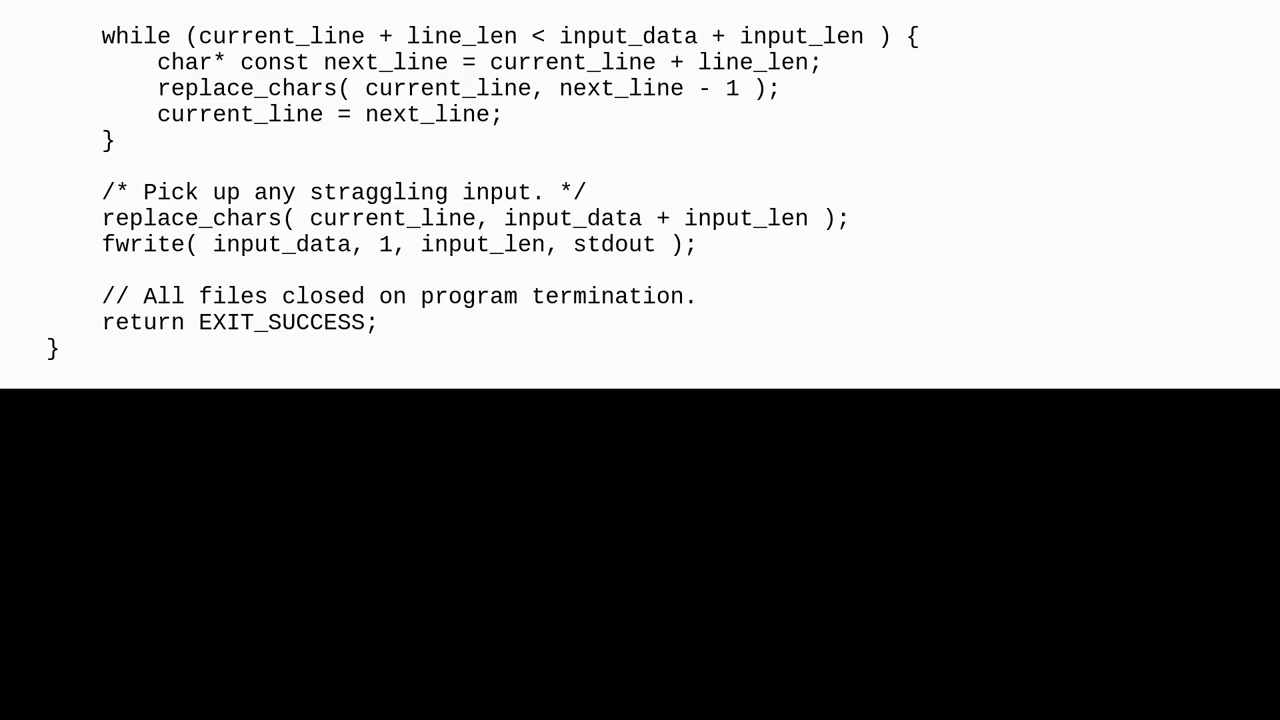 while (current_line + line_len < input_data + input_len ) {
char* const next_line = current_line + line_len;
replace_chars( current_line, next_line - 1 );
current_line = next_line;
}
/* Pick up any straggling input. */
replace_chars( current_line, input_data + input_len );
fwrite( input_data, 1, input_len, stdout );
// All files closed on program termination.
return EXIT_SUCCESS;
}